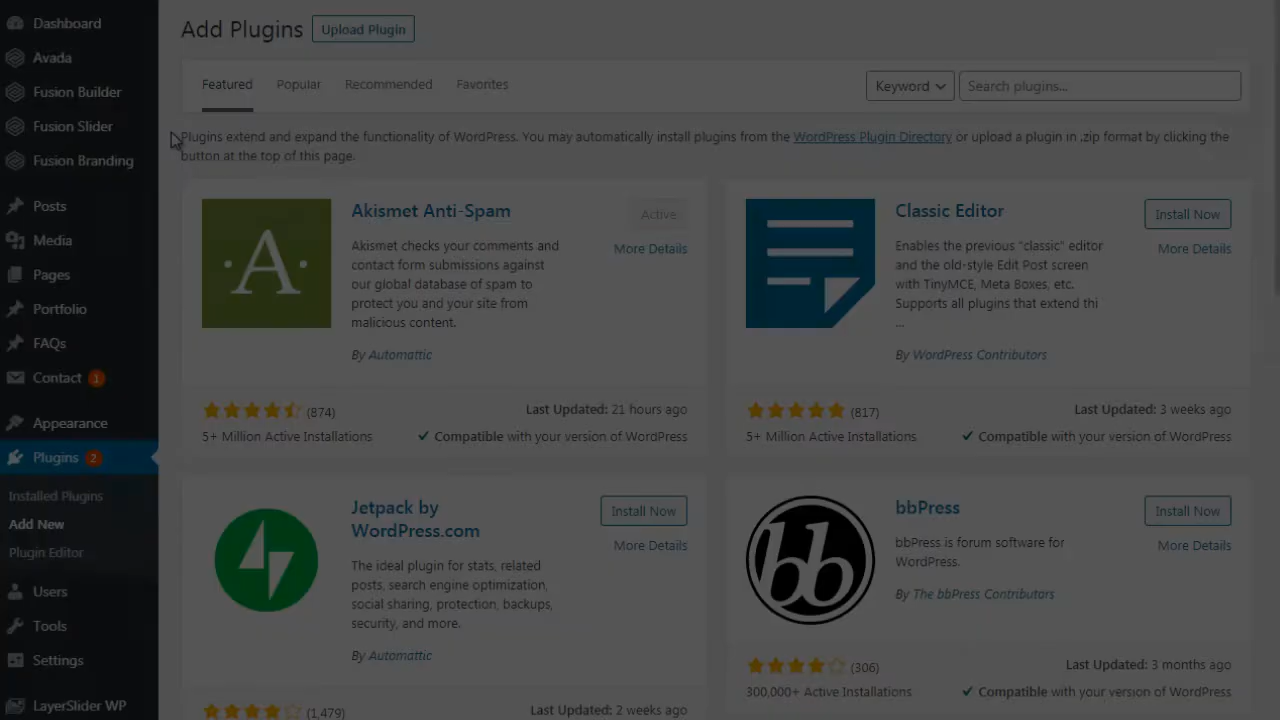 Dashboard
Avada
Fusion Builder
Fusion Slider
Fusion Branding
Posts
Media
Pages
Portfolio
FAQs
Contact 1
Appearance
Plugins 2
Installed Plugins
Add New
Plugin Editor
Users
Tools
Settings
LayerSlider WP
Add Plugins Upload Plugin
Featured Popular Recommended Favorites Keyword Search plugins...
Plugins extend and expand the functionality of WordPress. You may automatically install plugins from the WordPress Plugin Directory or upload a plugin in .zip format by clicking the
button at the top of this page.
A
Akismet Anti-Spam
Active
More Details
Akismet checks your comments and
contact form submissions against
our global database of spam to
protect you and your site from
malicious content.
By Automattic
(874)
Last Updated: 21 hours ago
5+ Million Active Installations
Compatible with your version of WordPress
Classic Editor
Install Now
More Details
Enables the previous "classic" editor
and the old-style Edit Post screen
with TinyMCE, Meta Boxes, etc.
Supports all plugins that extend thi
...
By WordPress Contributors
(817)
Last Updated: 3 weeks ago
5+ Million Active Installations
Compatible with your version of WordPress
Jetpack by
WordPress.com
Install Now
More Details
The ideal plugin for stats, related
posts, search engine optimization,
social sharing, protection, backups,
security, and more.
By Automattic
(1,479)
Last Updated: 2 weeks ago
bb
bbPress
Install Now
More Details
bbPress is forum software for
WordPress.
By The bbPress Contributors
(306)
Last Updated: 3 months ago
300,000+ Active Installations
Compatible with your version of WordPress